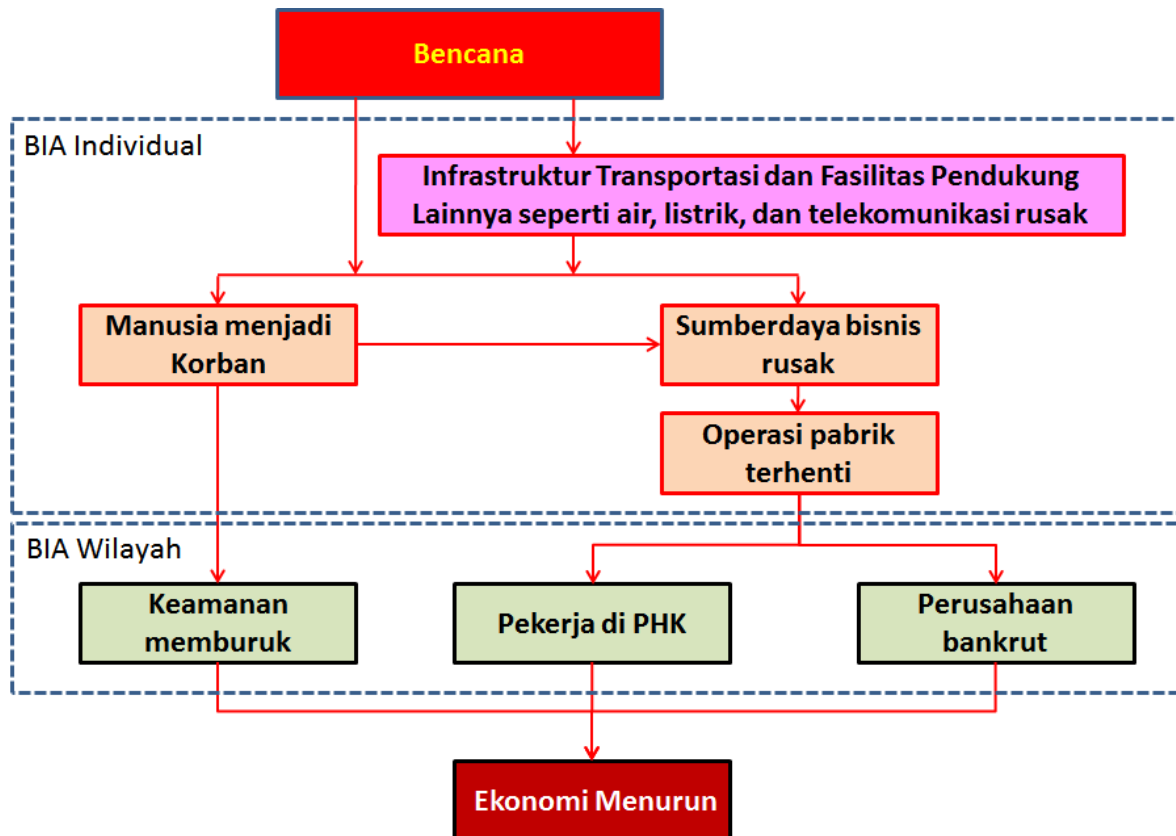 Bencana
BIA Individual
Infrastruktur Transportasi dan Fasilitas Pendukung
Lainnya seperti air, listrik, dan telekomunikasi rusak
Manusia menjadi
Korban
Sumberdaya bisnis
rusak
Operasi pabrik
terhenti
BIA Wilayah
Keamanan
memburuk
Pekerja di PHK
Perusahaan
bankrut
Ekonomi Menurun